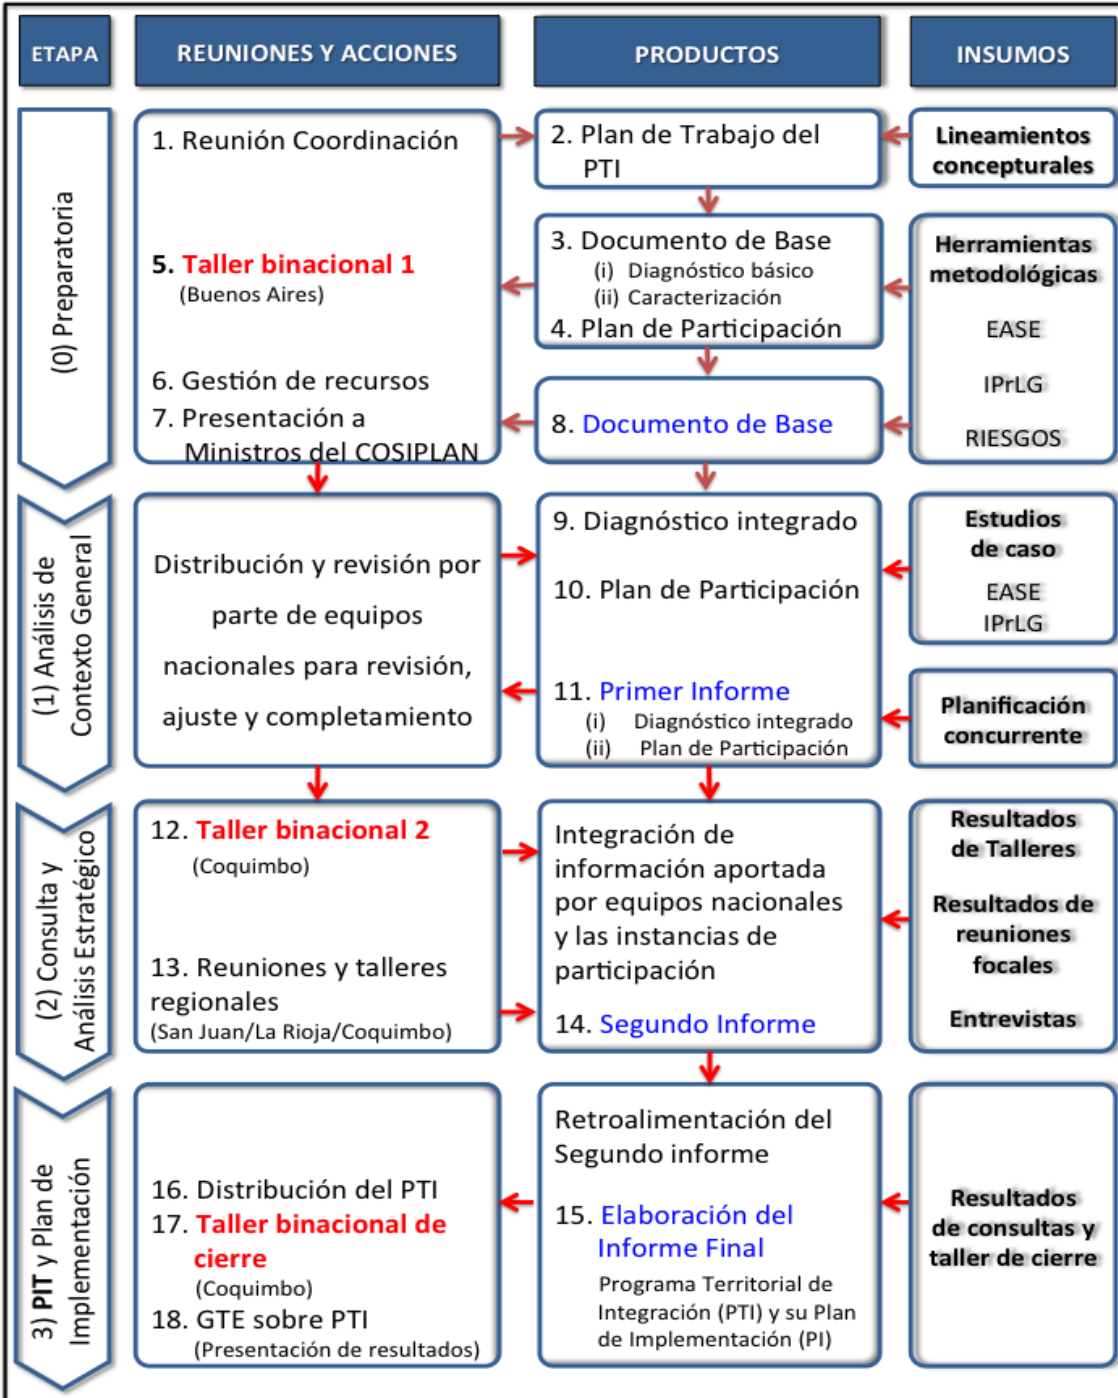 ETAPA
REUNIONES Y ACCIONES
PRODUCTOS
INSUMOS
(0) Preparatoria
1. Reunión Coordinación
5. Taller binacional 1
(Buenos Aires)
6. Gestión de recursos
7. Presentación a
Ministros del COSIPLAN
2. Plan de Trabajo del
PTI
3. Documento de Base
(i) Diagnóstico básico
(ii) Caracterización
4. Plan de Participación
8. Documento de Base
Lineamientos
concepturales
Herramientas
metodológicas
EASE
IPrLG
RIESGOS
(1) Análisis de
Contexto General
Distribución y revisión por
parte de equipos
nacionales para revisión,
ajuste y completamiento
9. Diagnóstico integrado
10. Plan de Participación
11. Primer Informe
(i) Diagnóstico integrado
(ii) Plan de Participación
Estudios
de caso
EASE
IPrLG
Planificación
concurrente
(2) Consulta y
Análisis Estratégico
12. Taller binacional 2
(Coquimbo)
13. Reuniones y talleres
regionales
(San Juan/La Rioja/Coquimbo)
Integración de
información aportada
por equipos nacionales
y las instancias de
participación
14. Segundo Informe
Resultados
de Talleres
Resultados de
reuniones
focales
Entrevistas
3) PIT y Plan de
Implementación
16. Distribución del PTI
17. Taller binacional de
cierre
(Coquimbo)
18. GTE sobre PTI
(Presentación de resultados)
Retroalimentación del
Segundo informe
15. Elaboración del
Informe Final
Programa Territorial de
Integración (PTI) y su Plan
de Implementación (PI)
Resultados
de consultas y
taller de cierre